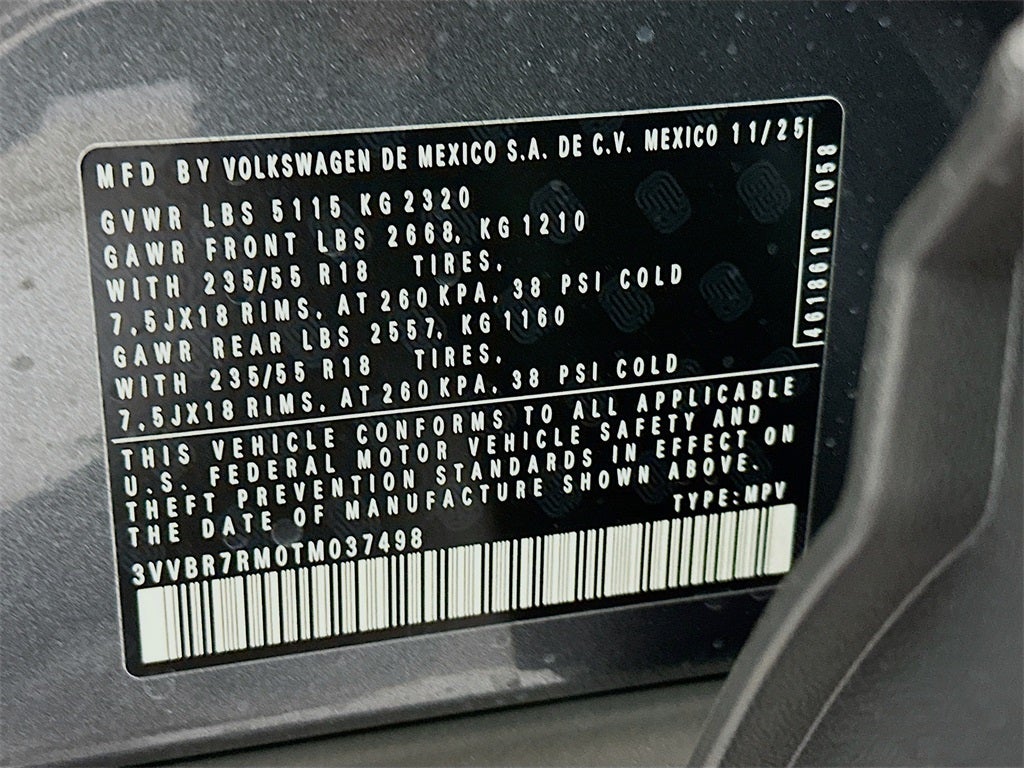 MFD BY VOLKSWAGEN DE MEXICO S.A. DE C.V. MEXICO 11/25
GVWR LBS 5115 KG 2320
GAWR FRONT LBS 2668, KG 1210
WITH 235/55 R18 TIRES,
7,5JX18 RIMS, AT 260 KPA, 38 PSI COLD
GAWR REAR LBS 2557, KG 1160
WITH 235/55 R18 TIRES,
7,5JX18 RIMS, AT 260 KPA, 38 PSI COLD
4618618 4058
THIS VEHICLE CONFORMS TO ALL APPLICABLE
U.S. FEDERAL MOTOR VEHICLE SAFETY AND
THEFT PREVENTION STANDARDS IN EFFECT ON
THE DATE OF MANUFACTURE SHOWN ABOVE.
TYPE:MPV
3VVBR7RM0TM037498